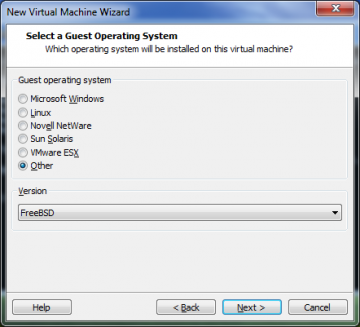 New Virtual Machine Wizard
Select a Guest Operating System
Which operating system will be installed on this virtual machine?
Guest operating system
Microsoft Windows
Linux
Novell NetWare
Sun Solaris
VMware ESX
Other
Version
FreeBSD
Help
< Back
Next >
Cancel